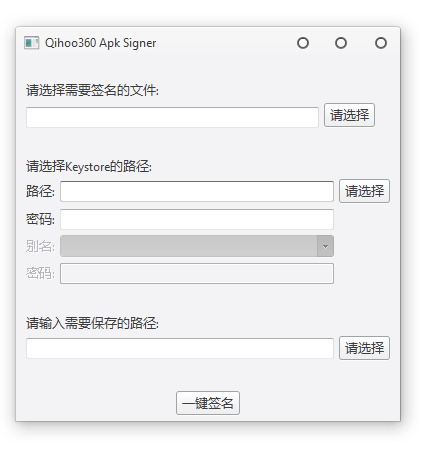 Qihoo360 Apk Signer
请选择需要签名的文件:
请选择
请选择Keystore的路径:
路径: 请选择
密码:
别名:
密码:
请输入需要保存的路径:
请选择
一键签名